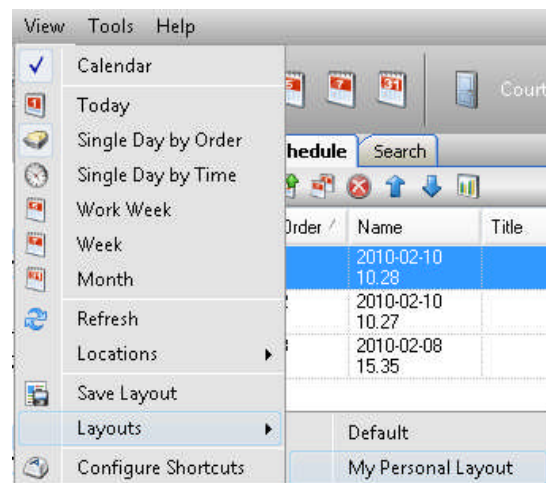 View Tools Help
Calendar
Today
Single Day by Order
Single Day by Time
Work Week
Week
Month
Refresh
Locations
Save Layout
Layouts
Configure Shortcuts
Default
My Personal Layout
Court
hedule Search
Order Name Title
2010-02-10
10.28
2010-02-10
10.27
2010-02-08
15.35